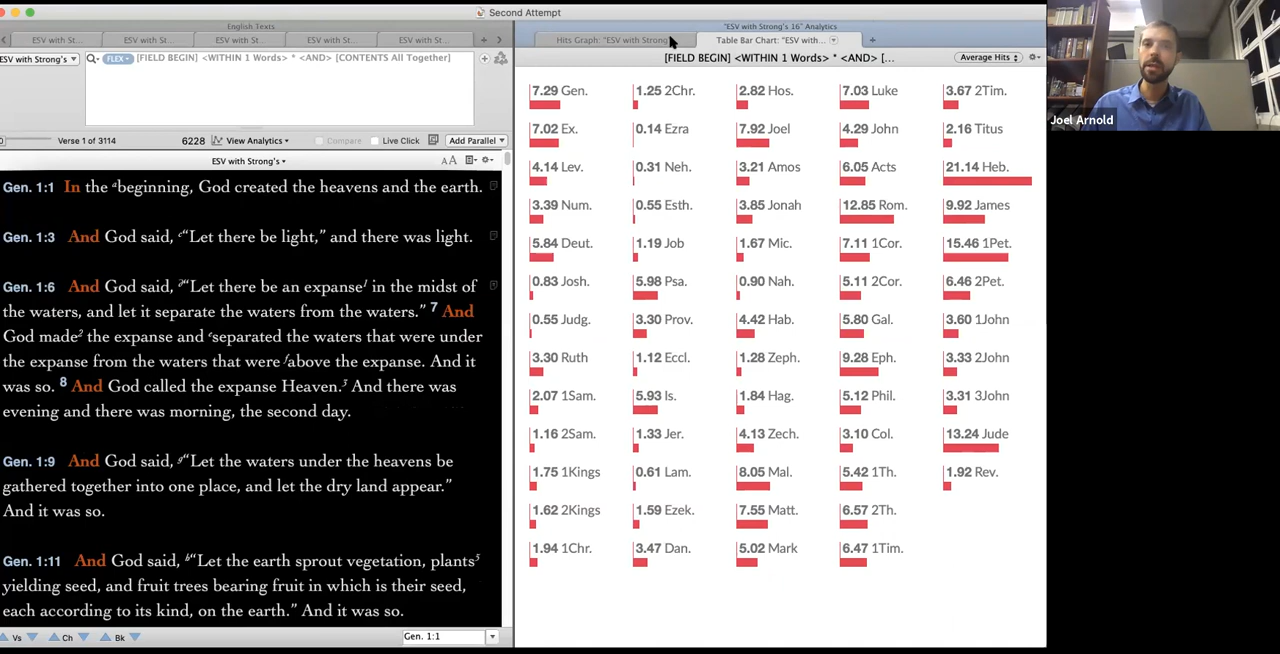 Second Attempt
English Texts
ESV with St...
ESV with St...
ESV with St...
ESV with St...
ESV with St...
"ESV with Strong's 16" Analytics
Hits Graph: "ESV with Strong
Table Bar Chart: "ESV with...
ESV with Strong's
FLEX
[FIELD BEGIN] <WITHIN 1 Words> * <AND> [CONTENTS All Together]
[FIELD BEGIN] <WITHIN 1 Words> * <AND> [...
Average Hits
Verse 1 of 3114
6228
View Analytics
Compare
Live Click
Add Parallel
ESV with Strong's
AA
Gen. 1:1 In the ᵃbeginning, God created the heavens and the earth.
Gen. 1:3 And God said, ᶜ“Let there be light,” and there was light.
Gen. 1:6 And God said, ᵈ“Let there be an expanse¹ in the midst of
the waters, and let it separate the waters from the waters.” 7 And
God made² the expanse and ᵉseparated the waters that were under
the expanse from the waters that were ᶠabove the expanse. And it
was so. 8 And God called the expanse Heaven.³ And there was
evening and there was morning, the second day.
Gen. 1:9 And God said, ᵍ“Let the waters under the heavens be
gathered together into one place, and let the dry land appear.”
And it was so.
Gen. 1:11 And God said, ʰ“Let the earth sprout vegetation, plants⁵
yielding seed, and fruit trees bearing fruit in which is their seed,
each according to its kind, on the earth.” And it was so.
Vs
Ch
Bk
Gen. 1:1
7.29 Gen.
1.25 2Chr.
2.82 Hos.
7.03 Luke
3.67 2Tim.
7.02 Ex.
0.14 Ezra
7.92 Joel
4.29 John
2.16 Titus
4.14 Lev.
0.31 Neh.
3.21 Amos
6.05 Acts
21.14 Heb.
3.39 Num.
0.55 Esth.
3.85 Jonah
12.85 Rom.
9.92 James
5.84 Deut.
1.19 Job
1.67 Mic.
7.11 1Cor.
15.46 1Pet.
0.83 Josh.
5.98 Psa.
0.90 Nah.
5.11 2Cor.
6.46 2Pet.
0.55 Judg.
3.30 Prov.
4.42 Hab.
5.80 Gal.
3.60 1John
3.30 Ruth
1.12 Eccl.
1.28 Zeph.
9.28 Eph.
3.33 2John
2.07 1Sam.
5.93 Is.
1.84 Hag.
5.12 Phil.
3.31 3John
1.16 2Sam.
1.33 Jer.
4.13 Zech.
3.10 Col.
13.24 Jude
1.75 1Kings
0.61 Lam.
8.05 Mal.
5.42 1Th.
1.92 Rev.
1.62 2Kings
1.59 Ezek.
7.55 Matt.
6.57 2Th.
1.94 1Chr.
3.47 Dan.
5.02 Mark
6.47 1Tim.
Joel Arnold